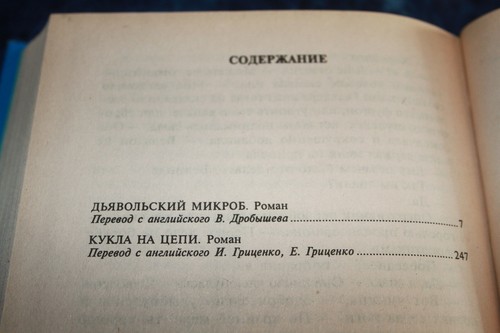 СОДЕРЖАНИЕ
ДЬЯВОЛЬСКИЙ МИКРОБ. Роман
Перевод с английского В. Дробышева 7
КУКЛА НА ЦЕПИ. Роман
Перевод с английского И. Гриценко, Е. Гриценко 247